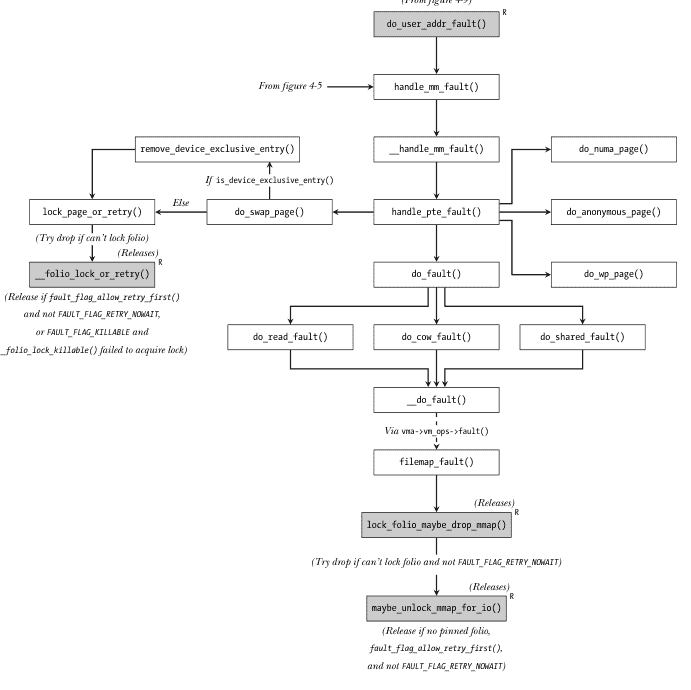 (From figure 4-9)
do_user_addr_fault()
R
From figure 4-5
handle_mm_fault()
remove_device_exclusive_entry()
__handle_mm_fault()
do_numa_page()
If is_device_exclusive_entry()
Else
lock_page_or_retry()
do_swap_page()
handle_pte_fault()
do_anonymous_page()
(Try drop if can't lock folio)
(Releases)
R
__folio_lock_or_retry()
do_fault()
do_wp_page()
(Release if fault_flag_allow_retry_first()
and not FAULT_FLAG_RETRY_NOWAIT,
or FAULT_FLAG_KILLABLE and
_folio_lock_killable() failed to acquire lock)
do_read_fault()
do_cow_fault()
do_shared_fault()
__do_fault()
Via vma->vm_ops->fault()
filemap_fault()
(Releases)
R
lock_folio_maybe_drop_mmap()
(Try drop if can't lock folio and not FAULT_FLAG_RETRY_NOWAIT)
(Releases)
R
maybe_unlock_mmap_for_io()
(Release if no pinned folio,
fault_flag_allow_retry_first(),
and not FAULT_FLAG_RETRY_NOWAIT)